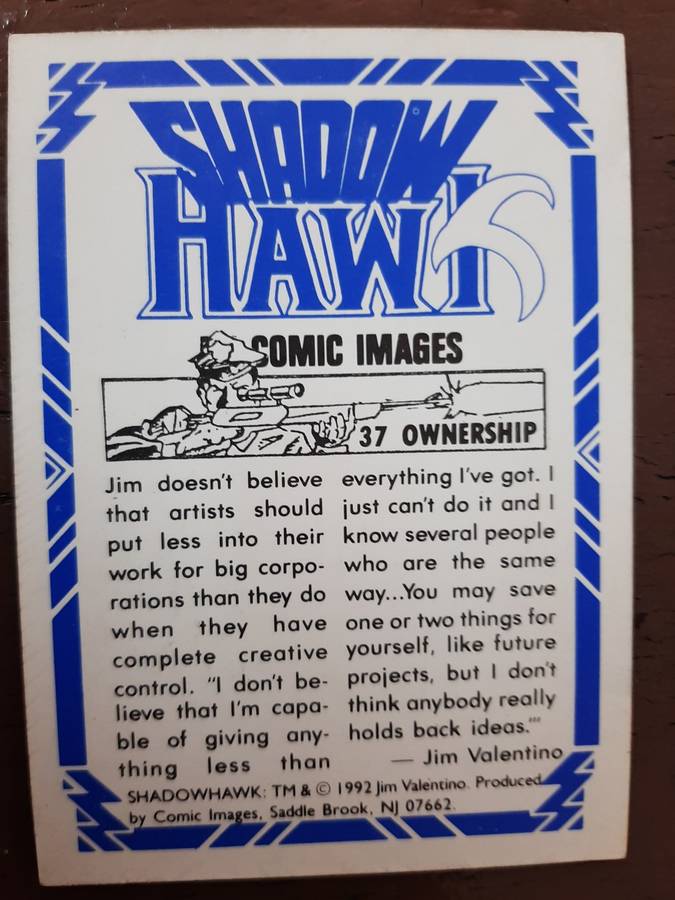 SHADOW
HAWK
COMIC IMAGES
37 OWNERSHIP
Jim doesn't believe
that artists should
put less into their
work for big corpo-
rations than they do
when they have
complete creative
control. "I don't be-
lieve that I'm capa-
ble of giving any-
thing less than
everything I've got. I
just can't do it and I
know several people
who are the same
way...You may save
one or two things for
yourself, like future
projects, but I don't
think anybody really
holds back ideas."'
— Jim Valentino
SHADOWHAWK: TM & © 1992 Jim Valentino. Produced
by Comic Images, Saddle Brook, NJ 07662.